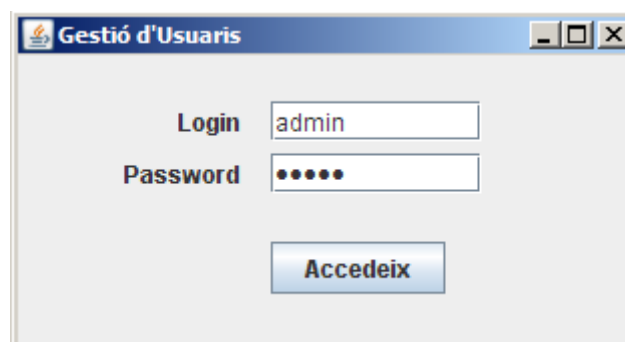 Gestió d'Usuaris
Login admin
Password •••••
Accedeix